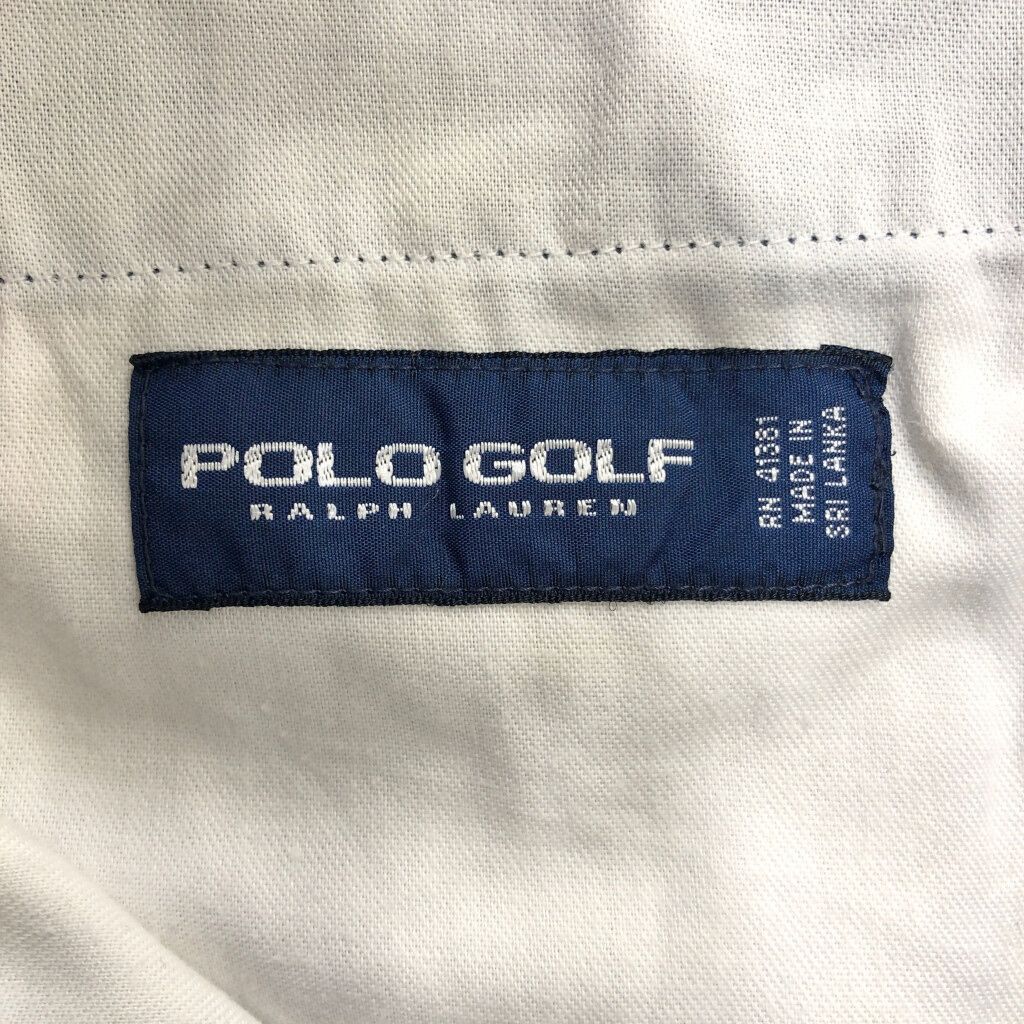 POLO GOLF
RALPH LAUREN
RN 41381
MADE IN
SRI LANKA